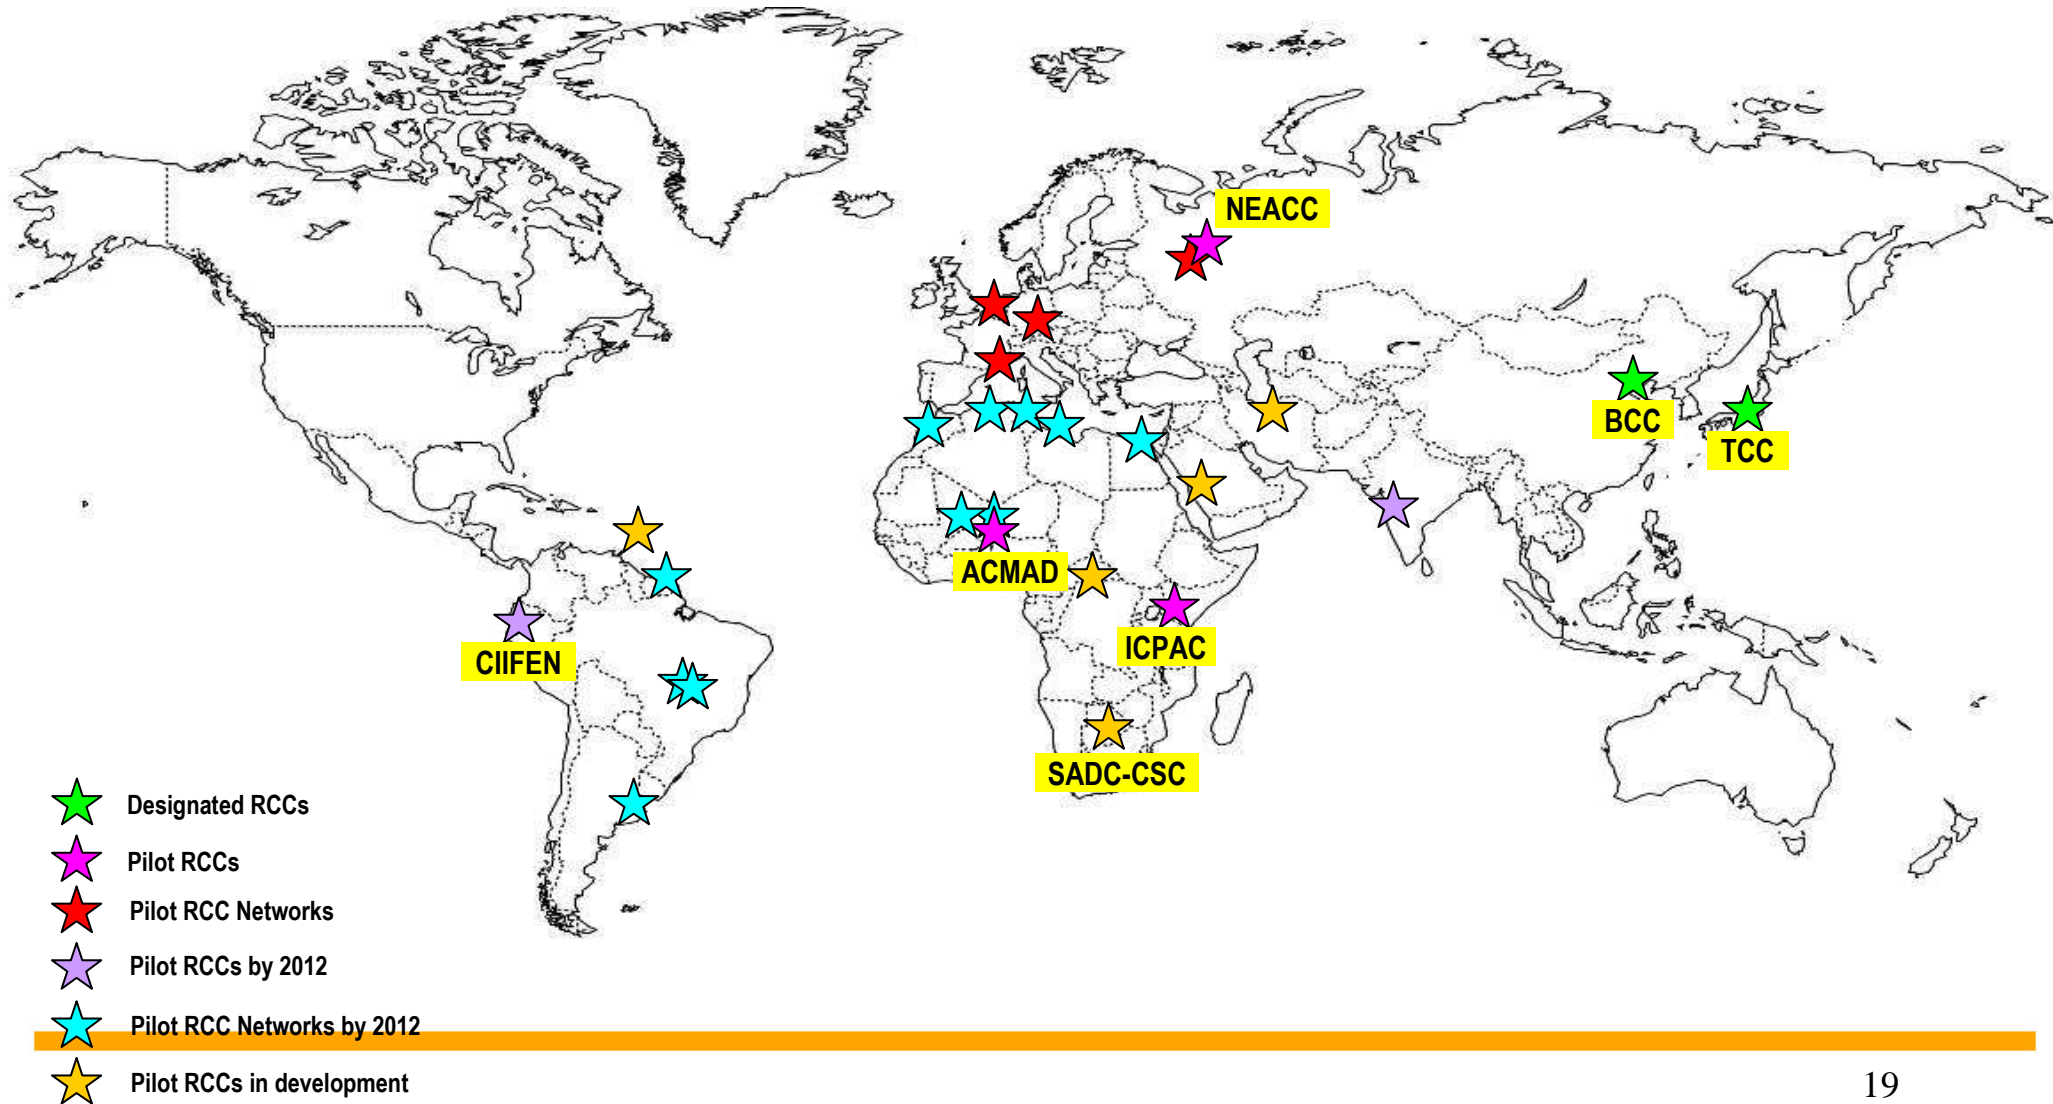 NEACC
BCC
TCC
ACMAD
ICPAC
CIIFEN
SADC-CSC
Designated RCCs
Pilot RCCs
Pilot RCC Networks
Pilot RCCs by 2012
Pilot RCC Networks by 2012
Pilot RCCs in development
19